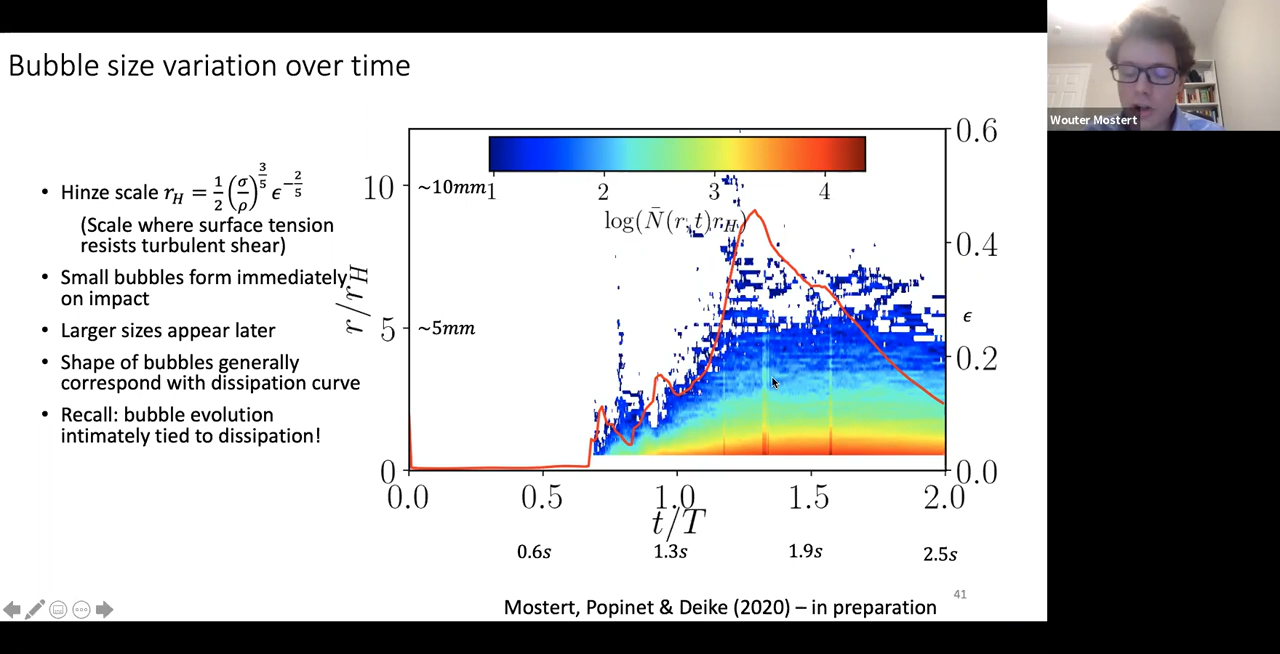 Bubble size variation over time
• Hinze scale r_H = 1/2 (σ/ρ)^(3/5) ϵ^(-2/5)
(Scale where surface tension
resists turbulent shear)
• Small bubbles form immediately
on impact
• Larger sizes appear later
• Shape of bubbles generally
correspond with dissipation curve
• Recall: bubble evolution
intimately tied to dissipation!
r/r_H
10
5
0
~10mm
~5mm
1 2 3 4
log(N̄(r, t)r_H)
0.6
0.4
ϵ
0.2
0.0
0.0 0.5 1.0 1.5 2.0
t/T
0.6s 1.3s 1.9s 2.5s
41
Mostert, Popinet & Deike (2020) – in preparation
Wouter Mostert